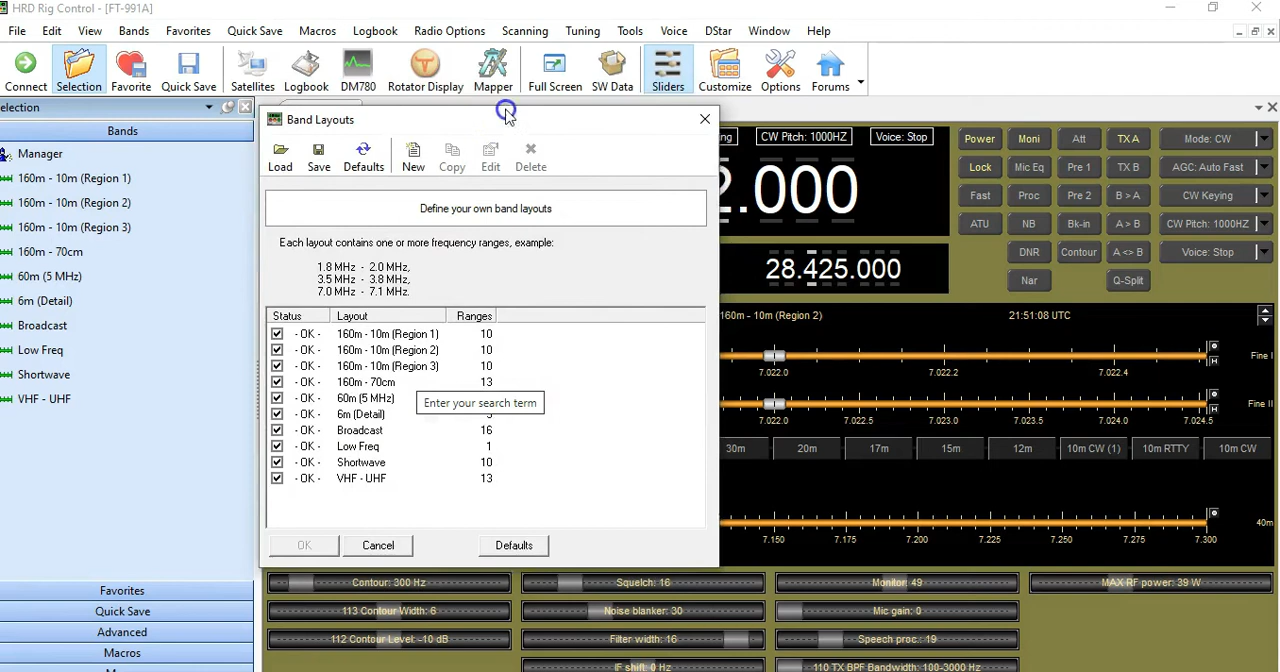 HRD Rig Control - [FT-991A]
File Edit View Bands Favorites Quick Save Macros Logbook Radio Options Scanning Tuning Tools Voice DStar Window Help
Connect Selection Favorite Quick Save Satellites Logbook DM780 Rotator Display Mapper Full Screen SW Data Sliders Customize Options Forums
election
Bands
Manager
160m - 10m (Region 1)
160m - 10m (Region 2)
160m - 10m (Region 3)
160m - 70cm
60m (5 MHz)
6m (Detail)
Broadcast
Low Freq
Shortwave
VHF - UHF
Favorites
Quick Save
Advanced
Macros
Band Layouts
Load Save Defaults New Copy Edit Delete
Define your own band layouts
Each layout contains one or more frequency ranges, example:
1.8 MHz - 2.0 MHz,
3.5 MHz - 3.8 MHz,
7.0 MHz - 7.1 MHz.
Status Layout Ranges
- OK - 160m - 10m (Region 1) 10
- OK - 160m - 10m (Region 2) 10
- OK - 160m - 10m (Region 3) 10
- OK - 160m - 70cm 13
- OK - 60m (5 MHz)
- OK - 6m (Detail)
- OK - Broadcast 16
- OK - Low Freq 1
- OK - Shortwave 10
- OK - VHF - UHF 13
Enter your search term
OK Cancel Defaults
CW Pitch: 1000HZ Voice: Stop
2.000
28.425.000
Power Moni Att TX A Mode: CW
Lock Mic Eq Pre 1 TX B AGC: Auto Fast
Fast Proc Pre 2 B > A CW Keying
ATU NB Bk-in A > B CW Pitch: 1000HZ
DNR Contour A <> B Voice: Stop
Nar Q-Split
160m - 10m (Region 2) 21:51:08 UTC
Fine I
7.022.0 7.022.2 7.022.4
Fine II
7.022.0 7.022.5 7.023.0 7.023.5 7.024.0 7.024.5
30m 20m 17m 15m 12m 10m CW (1) 10m RTTY 10m CW
40m
7.150 7.175 7.200 7.225 7.250 7.275 7.300
Contour: 300 Hz Squelch: 16 Monitor: 49 MAX RF power: 39 W
113 Contour Width: 6 Noise blanker: 30 Mic gain: 0
112 Contour Level: -10 dB Filter width: 16 Speech proc.: 19
IF shift: 0 Hz 110 TX BPF Bandwidth: 100-3000 Hz